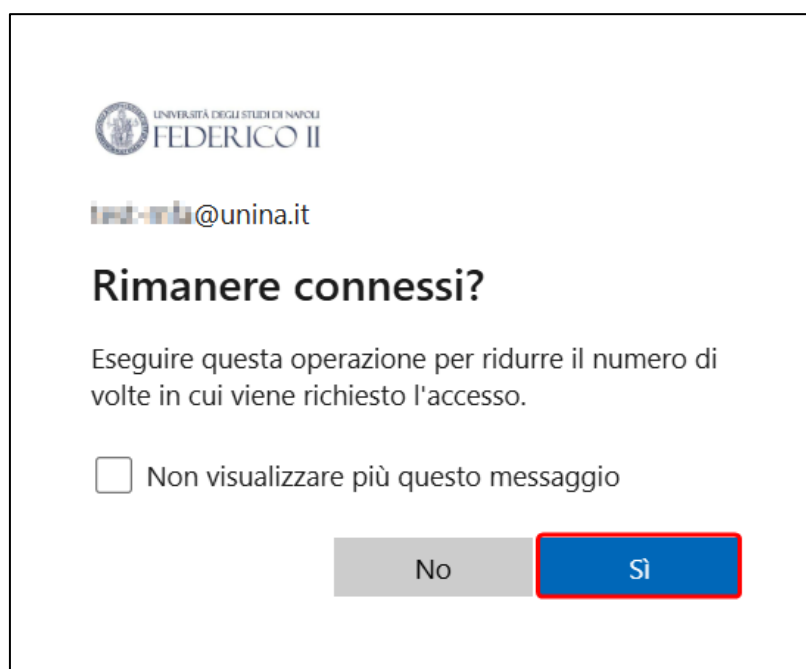 UNIVERSITÀ DEGLI STUDI DI NAPOLI
FEDERICO II
@unina.it
Rimanere connessi?
Eseguire questa operazione per ridurre il numero di
volte in cui viene richiesto l'accesso.
Non visualizzare più questo messaggio
No
Sì